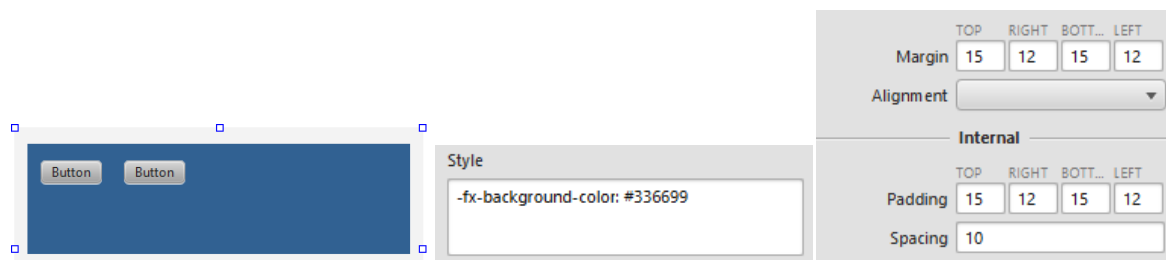 Button Button
Style
-fx-background-color: #336699
TOP RIGHT BOTT... LEFT
Margin 15 12 15 12
Alignment
Internal
TOP RIGHT BOTT... LEFT
Padding 15 12 15 12
Spacing 10